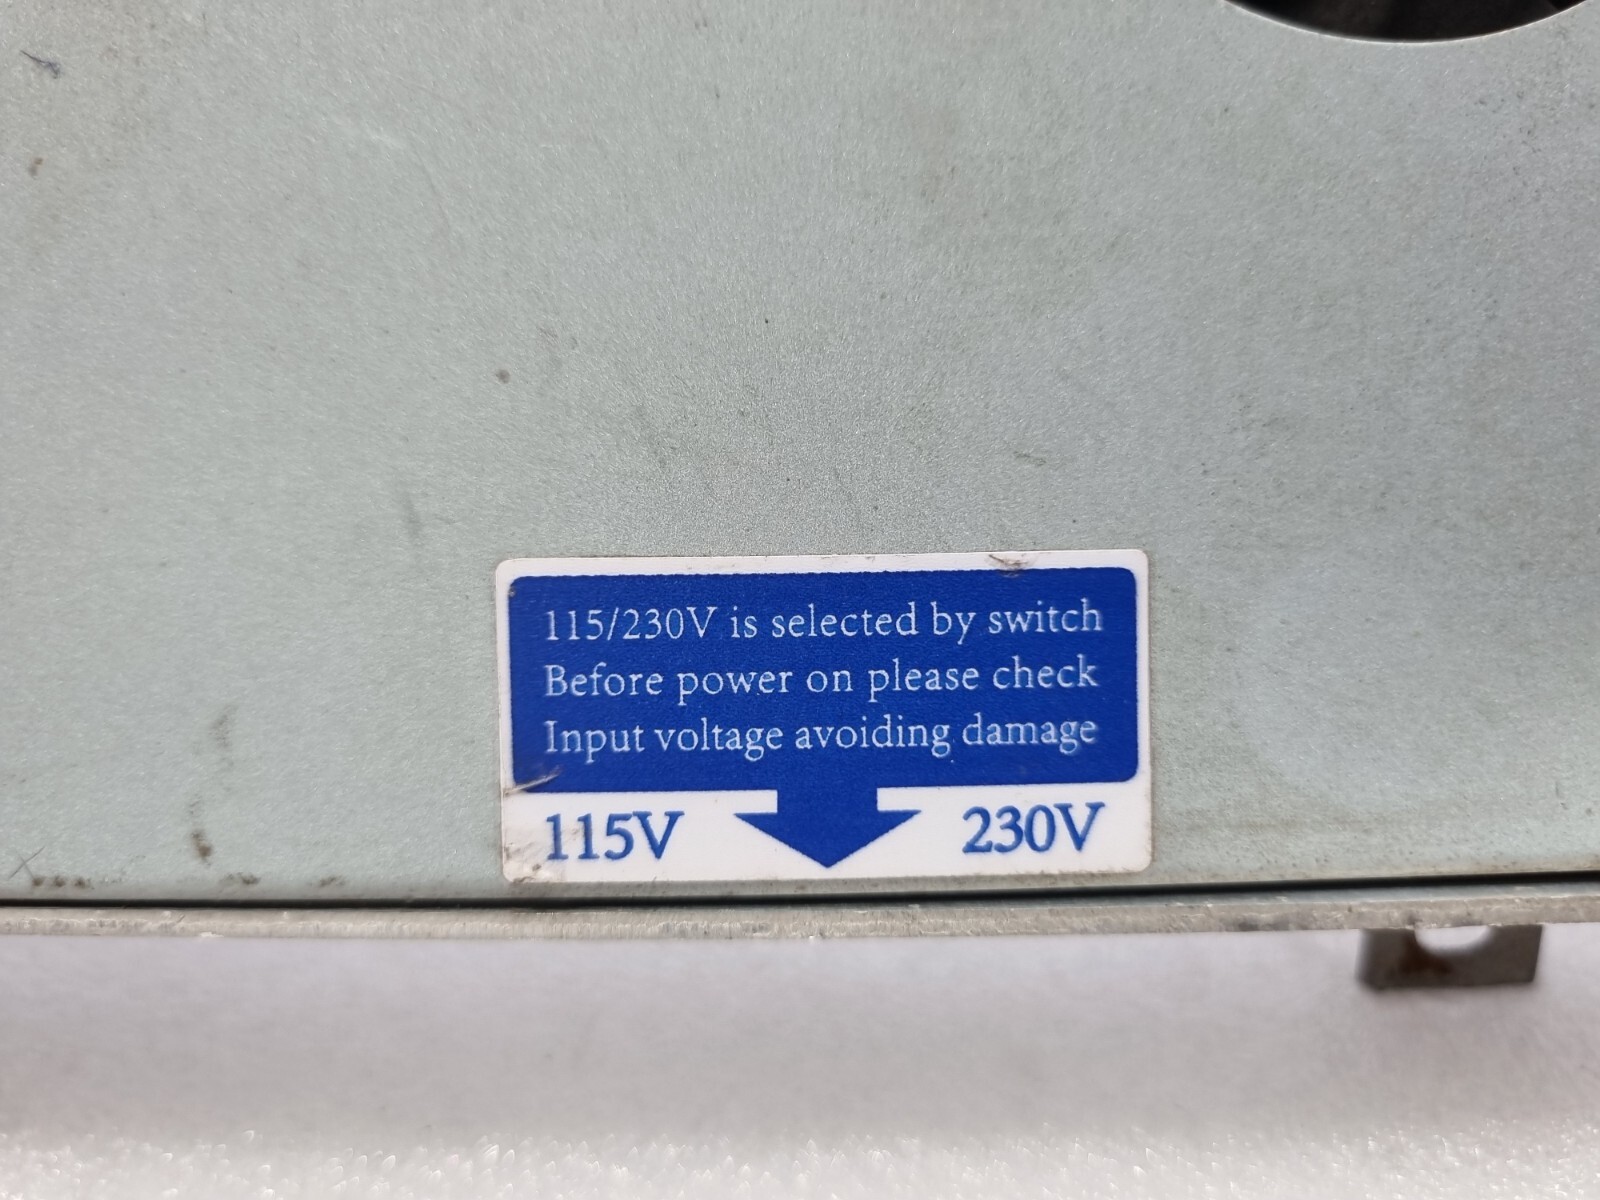 115/230V is selected by switch
Before power on please check
Input voltage avoiding damage
115V 230V